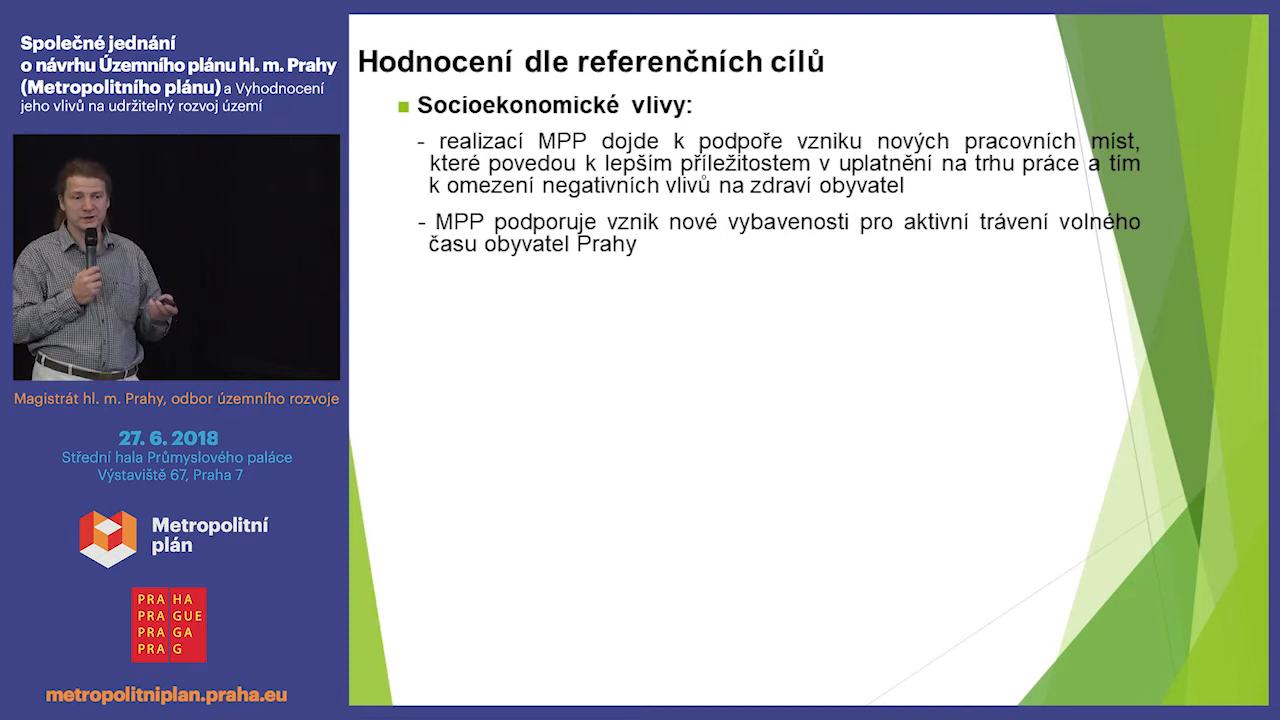 Společné jednání
o návrhu Územního plánu hl. m. Prahy
(Metropolitního plánu) a Vyhodnocení
jeho vlivů na udržitelný rozvoj území
Magistrát hl. m. Prahy, odbor územního rozvoje
27. 6. 2018
Střední hala Průmyslového paláce
Výstaviště 67, Praha 7
Metropolitní
plán
PRA HA
PRA GUE
PRA GA
PRA G
metropolitniplan.praha.eu
Hodnocení dle referenčních cílů
Socioekonomické vlivy:
- realizací MPP dojde k podpoře vzniku nových pracovních míst,
které povedou k lepším příležitostem v uplatnění na trhu práce a tím
k omezení negativních vlivů na zdraví obyvatel
- MPP podporuje vznik nové vybavenosti pro aktivní trávení volného
času obyvatel Prahy